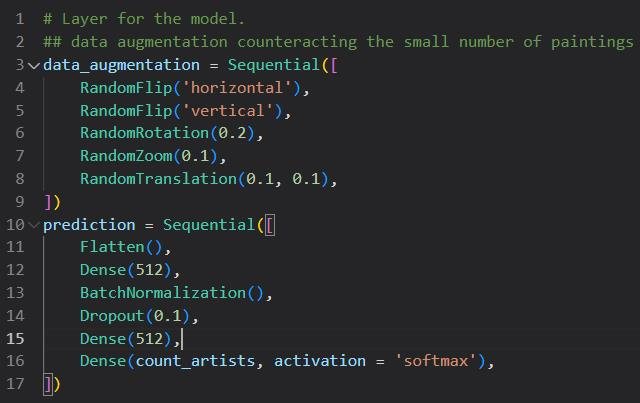 1 # Layer for the model.
2 ## data augmentation counteracting the small number of paintings
3 data_augmentation = Sequential([
4     RandomFlip('horizontal'),
5     RandomFlip('vertical'),
6     RandomRotation(0.2),
7     RandomZoom(0.1),
8     RandomTranslation(0.1, 0.1),
9 ])
10 prediction = Sequential([
11     Flatten(),
12     Dense(512),
13     BatchNormalization(),
14     Dropout(0.1),
15     Dense(512),
16     Dense(count_artists, activation = 'softmax'),
17 ])